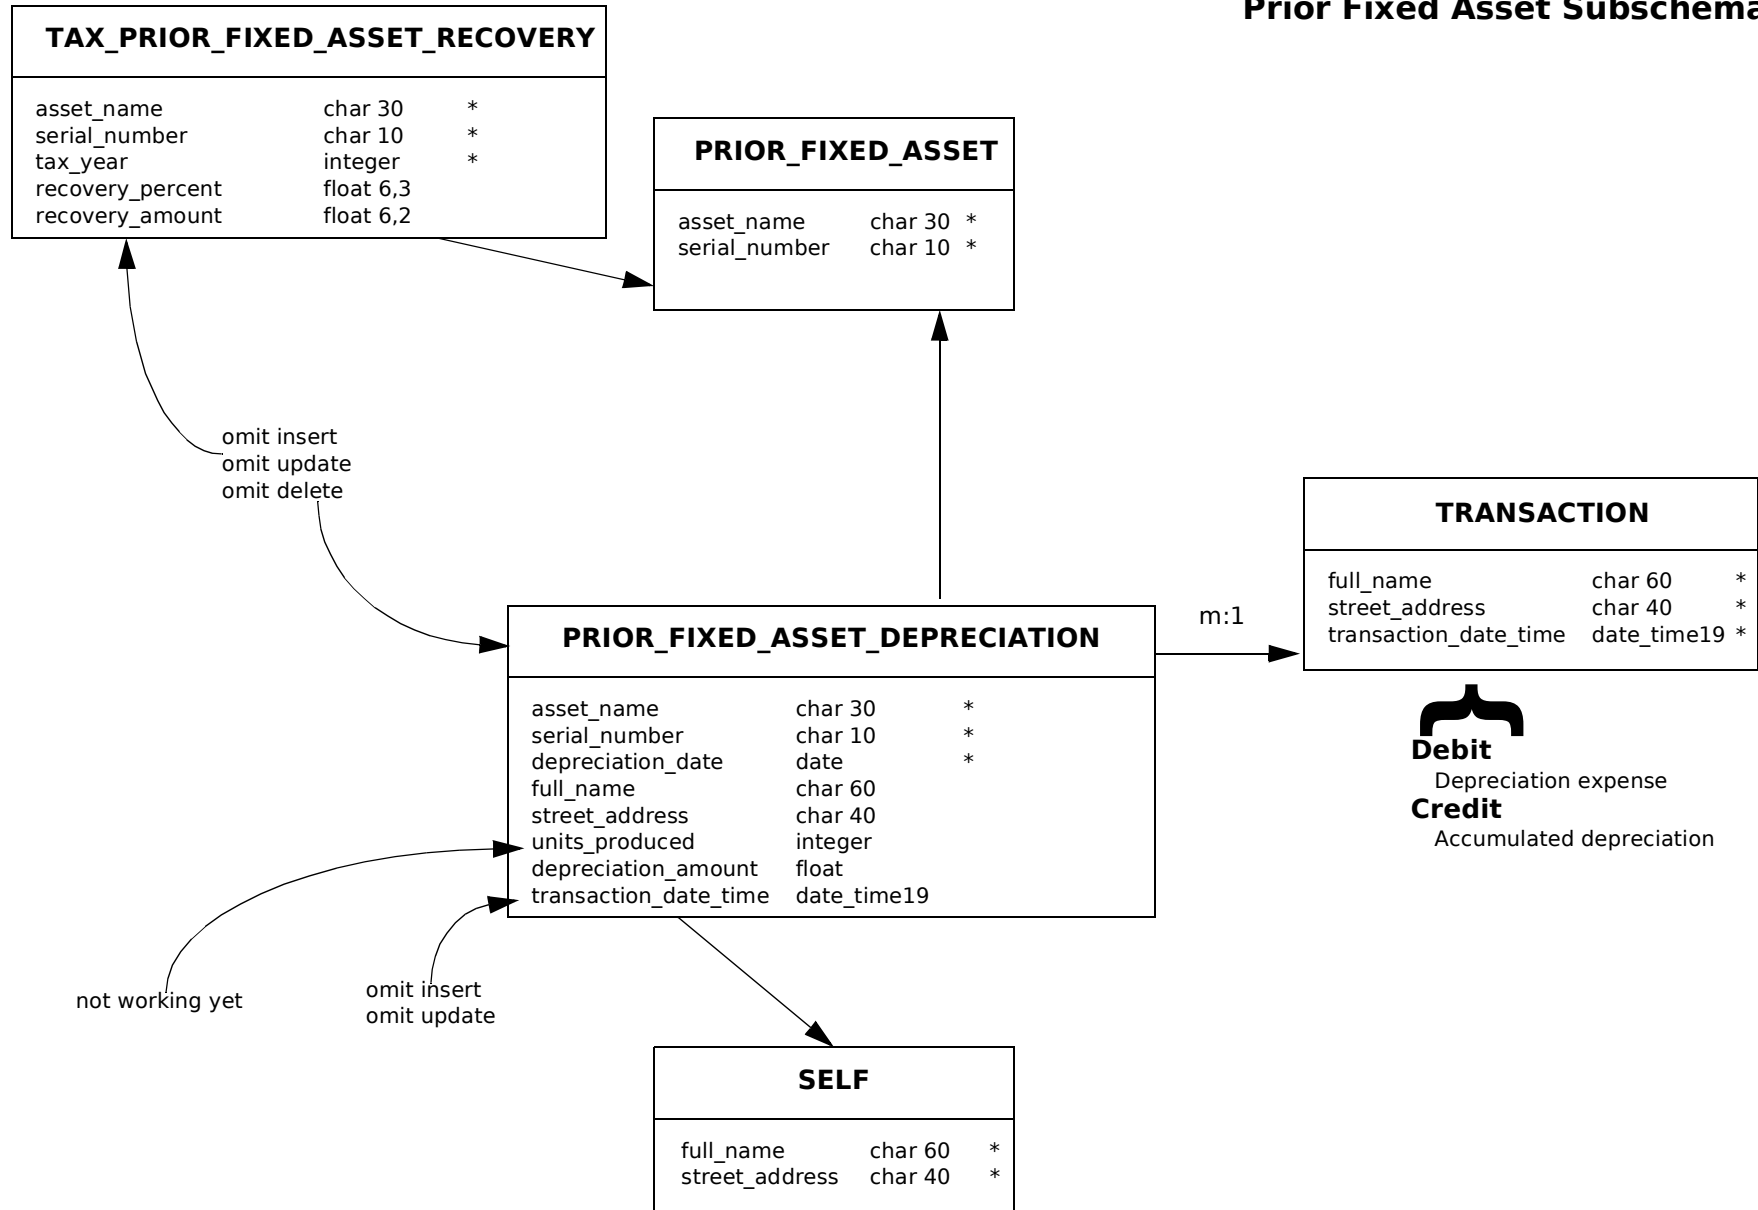 Prior Fixed Asset Subschema
TAX_PRIOR_FIXED_ASSET_RECOVERY
asset_name char 30 *
serial_number char 10 *
tax_year integer *
recovery_percent float 6,3
recovery_amount float 6,2
PRIOR_FIXED_ASSET
asset_name char 30 *
serial_number char 10 *
omit insert
omit update
omit delete
TRANSACTION
full_name char 60 *
street_address char 40 *
transaction_date_time date_time19 *
m:1
PRIOR_FIXED_ASSET_DEPRECIATION
asset_name char 30 *
serial_number char 10 *
depreciation_date date *
full_name char 60
street_address char 40
units_produced integer
depreciation_amount float
transaction_date_time date_time19
Debit
Depreciation expense
Credit
Accumulated depreciation
not working yet
omit insert
omit update
SELF
full_name char 60 *
street_address char 40 *